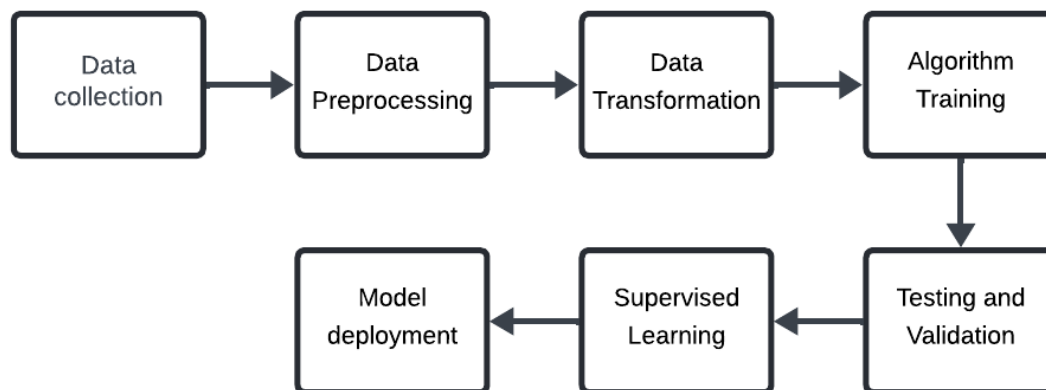 Data
collection
Data
Preprocessing
Data
Transformation
Algorithm
Training
Testing and
Validation
Supervised
Learning
Model
deployment